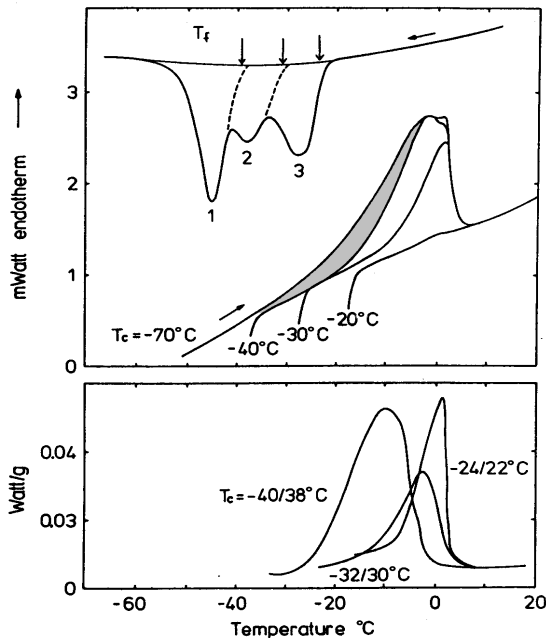 T_f
3
2
1
0
mWatt endotherm
1
2
3
T_C = -70°C
-40°C
-30°C
-20°C
0.04
0.03
0
Watt/g
T_C = -40/38°C
-24/22°C
-32/30°C
-60
-40
-20
0
20
Temperature °C